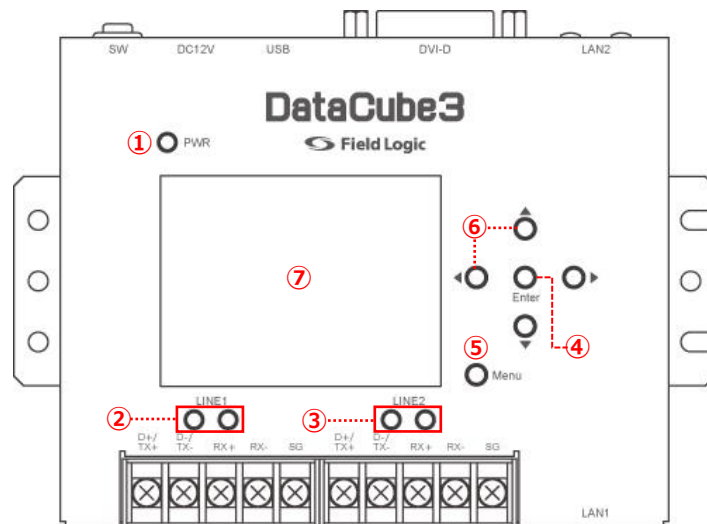 SW DC12V USB DVI-D LAN2
DataCube3
① PWR
Field Logic
⑥
⑦
Enter
⑤
④
Menu
LINE1 LINE2
② ③
D+/ D-/ D+/ D-/
TX+ TX- RX+ RX- SG TX+ TX- RX+ RX- SG
LAN1